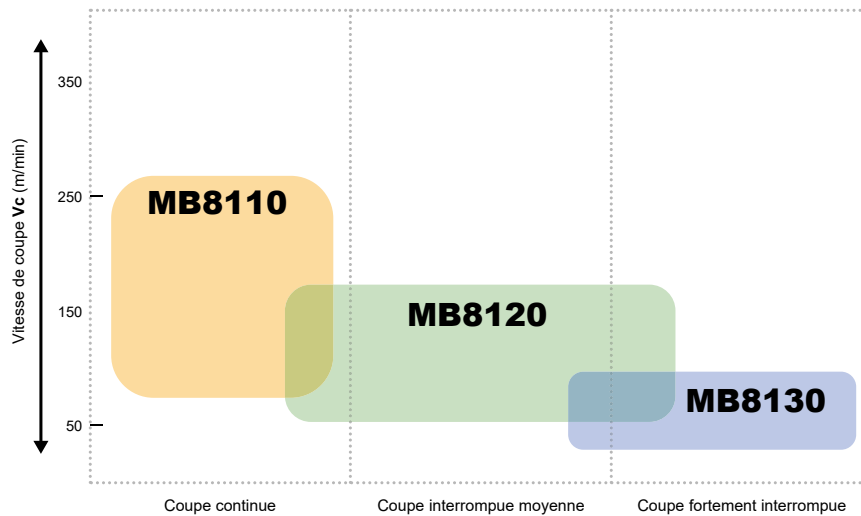 Vitesse de coupe Vc (m/min)
350
250
150
50
MB8110
MB8120
MB8130
Coupe continue
Coupe interrompue moyenne
Coupe fortement interrompue